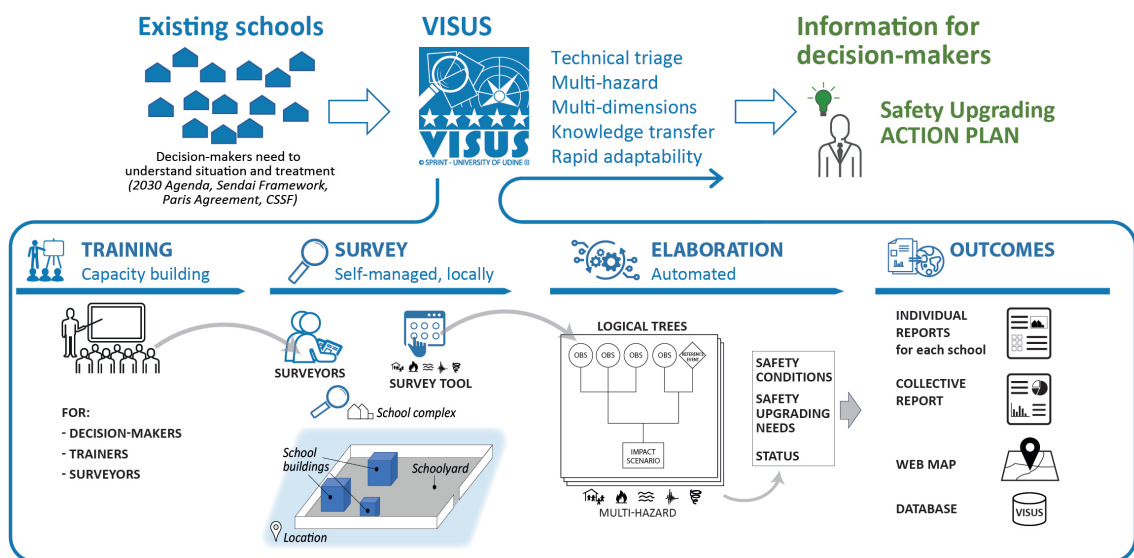 Existing schools
Decision-makers need to
understand situation and treatment
(2030 Agenda, Sendai Framework,
Paris Agreement, CSSF)
VISUS
VISUS
© SPRINT - UNIVERSITY OF UDINE (I)
Technical triage
Multi-hazard
Multi-dimensions
Knowledge transfer
Rapid adaptability
Information for
decision-makers
Safety Upgrading
ACTION PLAN
TRAINING
Capacity building
FOR:
- DECISION-MAKERS
- TRAINERS
- SURVEYORS
SURVEY
Self-managed, locally
SURVEYORS
SURVEY TOOL
School complex
School
buildings
Schoolyard
Location
ELABORATION
Automated
LOGICAL TREES
OBS
OBS
OBS
OBS
REFERENCE
EVENT
IMPACT
SCENARIO
MULTI-HAZARD
SAFETY
CONDITIONS
SAFETY
UPGRADING
NEEDS
STATUS
OUTCOMES
INDIVIDUAL
REPORTS
for each school
COLLECTIVE
REPORT
WEB MAP
DATABASE
VISUS